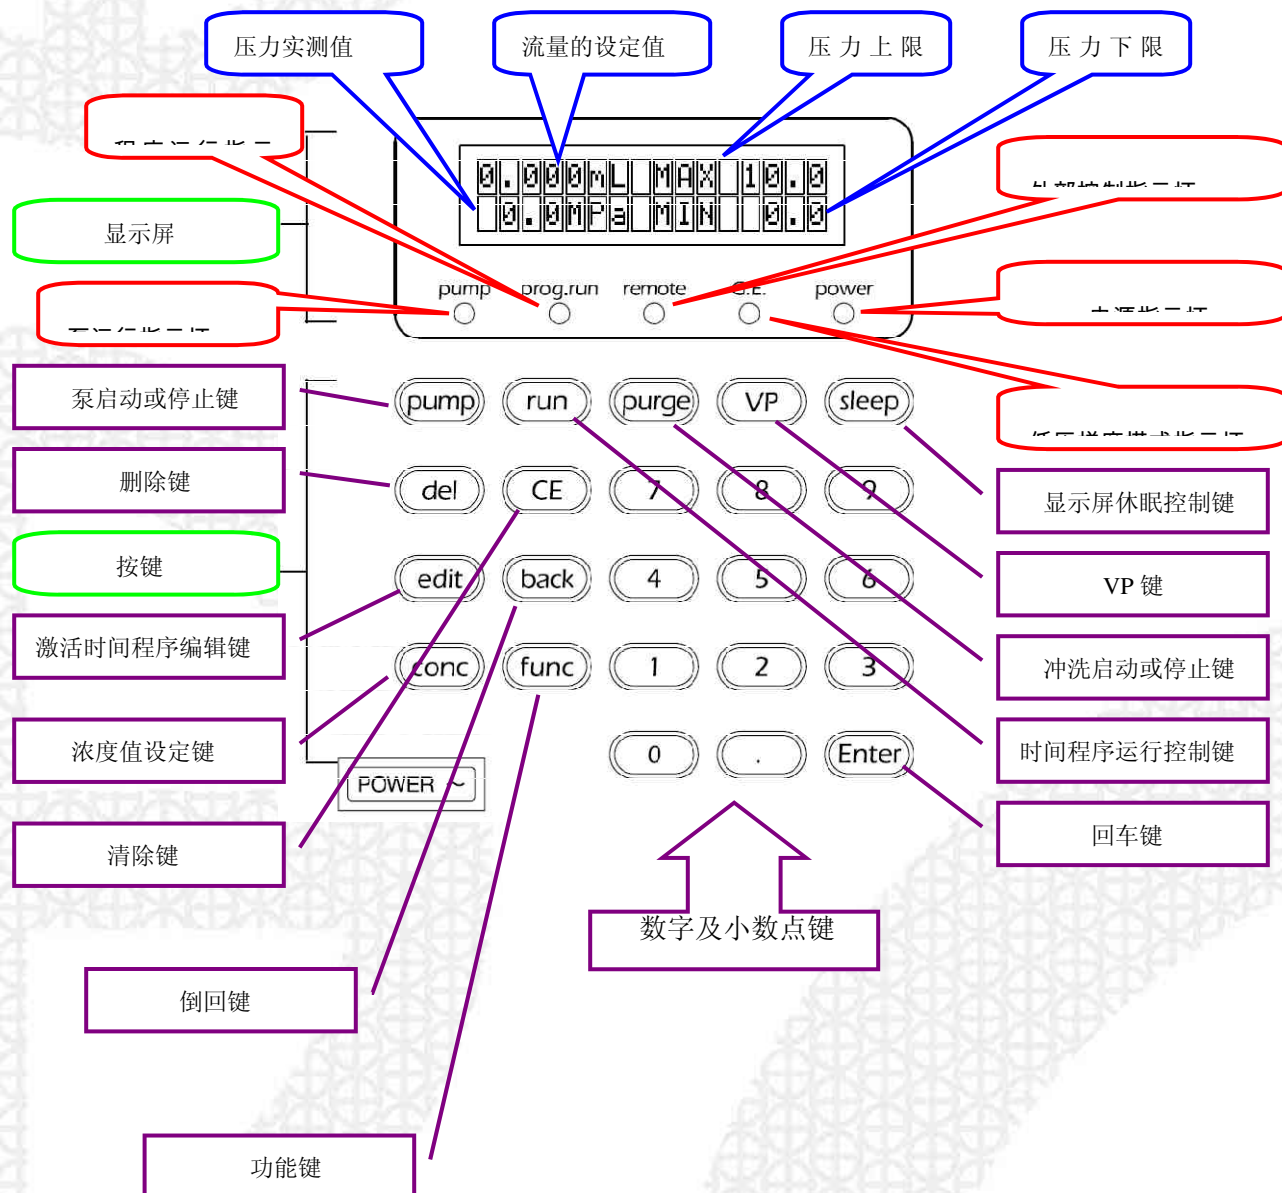 压力实测值
流量的设定值
压力上限
压力下限
0.000mL MAX 10.0
0.0MPa MIN 0.0
显示屏
pump prog.run remote G.E. power
泵启动或停止键
pump run purge VP sleep
删除键
del CE 7 8 9
显示屏休眠控制键
按键
edit back 4 5 6
VP 键
激活时间程序编辑键
conc func 1 2 3
冲洗启动或停止键
浓度值设定键
0 . Enter
时间程序运行控制键
POWER ~
清除键
回车键
数字及小数点键
倒回键
功能键